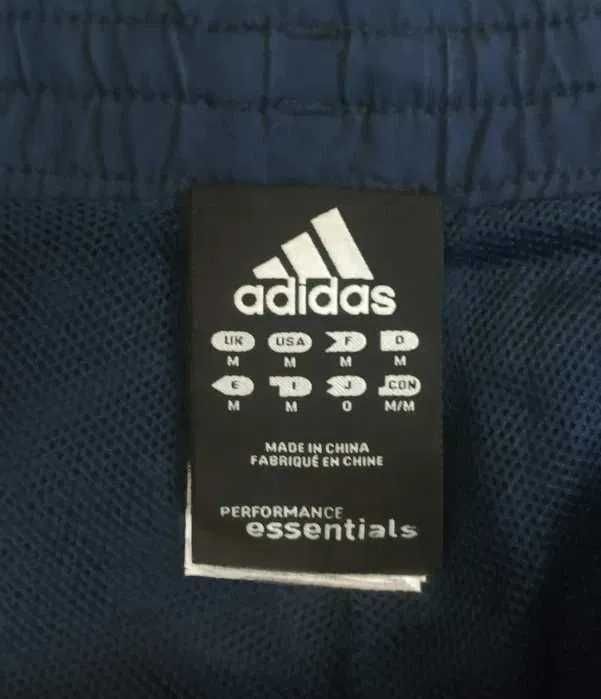 adidas
UK USA F D
M M M M
E I J CON
M M O M/M
MADE IN CHINA
FABRIQUÉ EN CHINE
PERFORMANCE
essentials